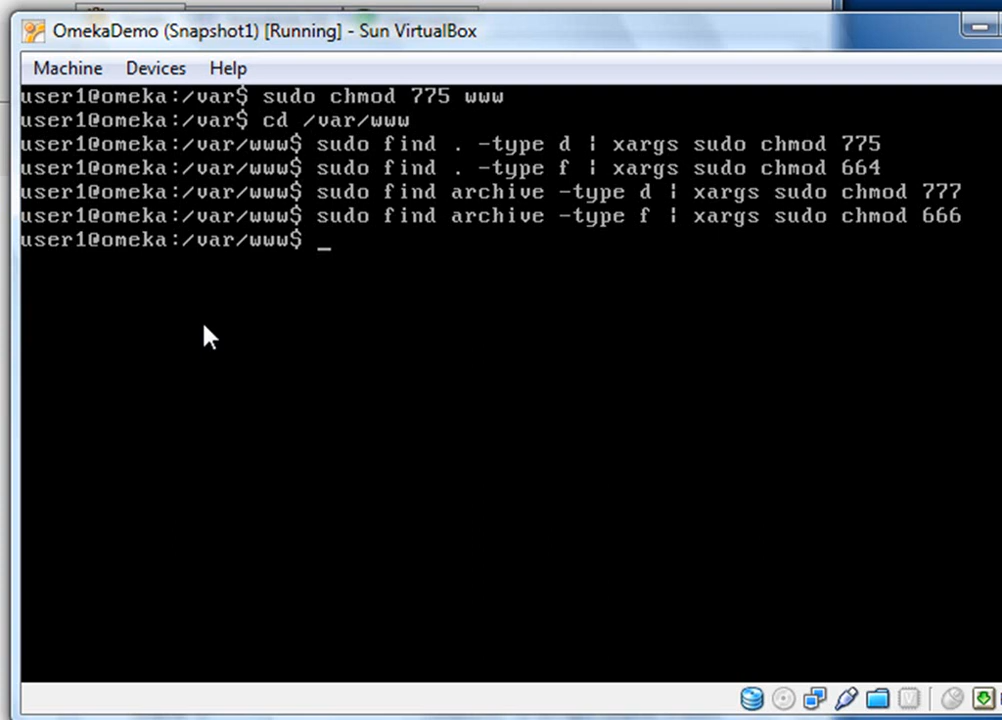 OmekaDemo (Snapshot1) [Running] - Sun VirtualBox
Machine Devices Help
user1@omeka:/var$ sudo chmod 775 www
user1@omeka:/var$ cd /var/www
user1@omeka:/var/www$ sudo find . -type d | xargs sudo chmod 775
user1@omeka:/var/www$ sudo find . -type f | xargs sudo chmod 664
user1@omeka:/var/www$ sudo find archive -type d | xargs sudo chmod 777
user1@omeka:/var/www$ sudo find archive -type f | xargs sudo chmod 666
user1@omeka:/var/www$ _